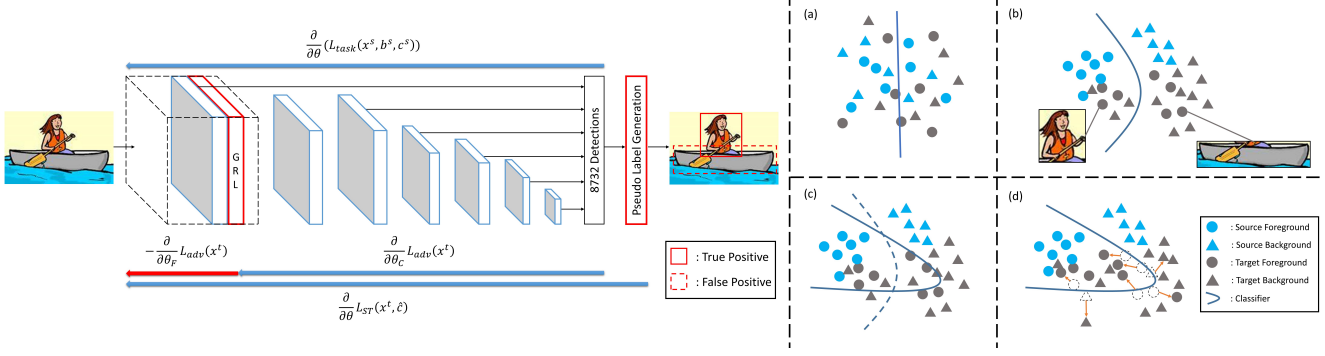 ∂/∂θ (L_task(x^s, b^s, c^s))
GRL
8732 Detections
Pseudo Label Generation
−∂/∂θ_F L_adv(x^t)
∂/∂θ_C L_adv(x^t)
∂/∂θ L_ST(x^t, ĉ)
: True Positive
: False Positive
(a)
(b)
(c)
(d)
: Source Foreground
: Source Background
: Target Foreground
: Target Background
: Classifier